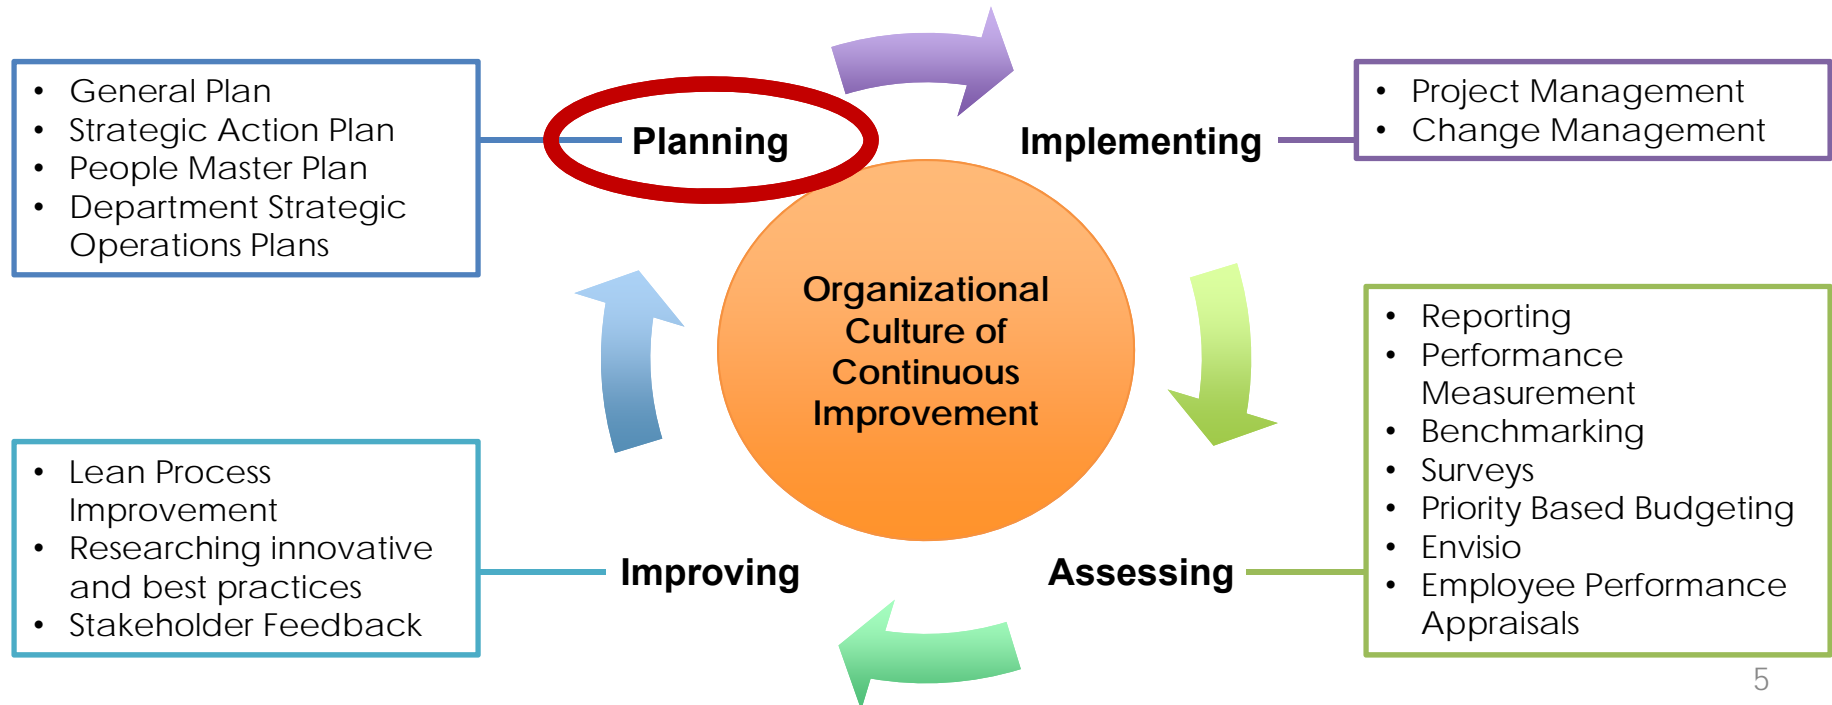 • General Plan
• Strategic Action Plan
• People Master Plan
• Department Strategic
Operations Plans
Planning
Implementing
• Project Management
• Change Management
Organizational
Culture of
Continuous
Improvement
• Reporting
• Performance
Measurement
• Benchmarking
• Surveys
• Priority Based Budgeting
• Envisio
• Employee Performance
Appraisals
Assessing
Improving
• Lean Process
Improvement
• Researching innovative
and best practices
• Stakeholder Feedback
5